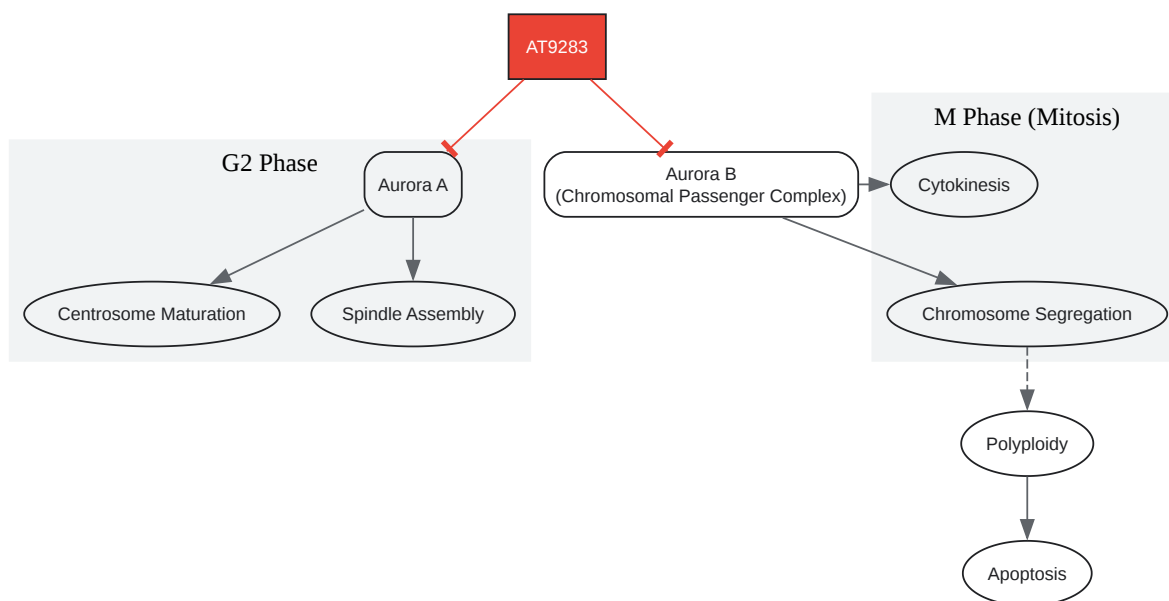 AT9283
M Phase (Mitosis)
G2 Phase
Aurora A
Aurora B
(Chromosomal Passenger Complex)
Cytokinesis
Centrosome Maturation
Spindle Assembly
Chromosome Segregation
Polyploidy
Apoptosis